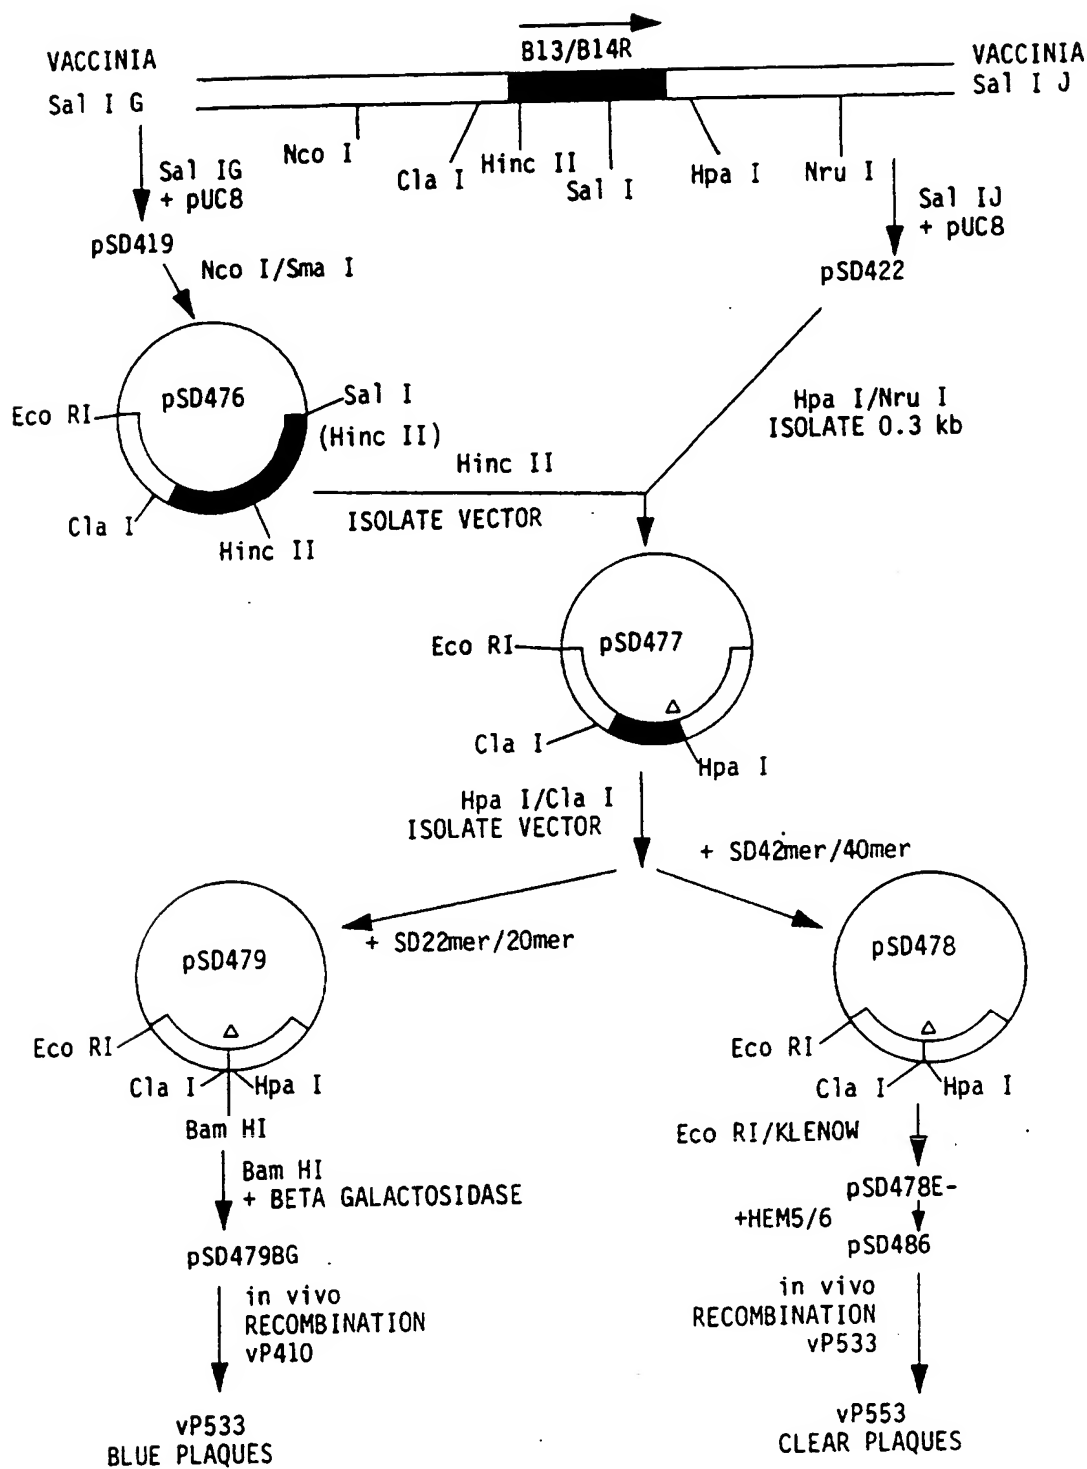 B13/B14R
VACCINIA
Sal I G
VACCINIA
Sal I J
Nco I
Cla I
Hinc II
Sal I
Hpa I
Nru I
Sal IG
+ pUC8
pSD419
Nco I/Sma I
Sal IJ
+ pUC8
pSD422
pSD476
Eco RI
Sal I
(Hinc II)
Cla I
Hinc II
Hinc II
ISOLATE VECTOR
Hpa I/Nru I
ISOLATE 0.3 kb
pSD477
Eco RI
Cla I
Hpa I
Hpa I/Cla I
ISOLATE VECTOR
+ SD42mer/40mer
+ SD22mer/20mer
pSD479
Eco RI
Cla I
Hpa I
Bam HI
Bam HI
+ BETA GALACTOSIDASE
pSD479BG
in vivo
RECOMBINATION
vP410
vP533
BLUE PLAQUES
pSD478
Eco RI
Cla I
Hpa I
Eco RI/KLENOW
pSD478E-
+HEM5/6
pSD486
in vivo
RECOMBINATION
vP533
vP553
CLEAR PLAQUES